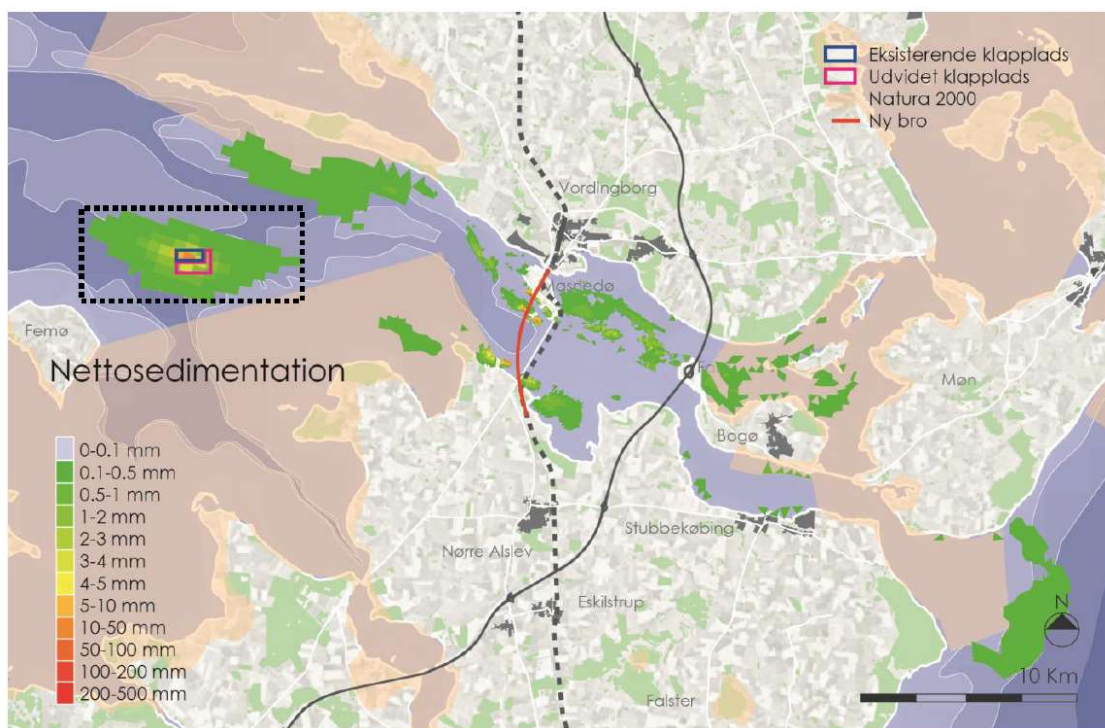 Eksisterende klapplads
Udvidet klapplads
Natura 2000
Ny bro
Vordingborg
Masnedø
Femø
Nettosedimentation
Fa
Møn
Bogø
0-0.1 mm
0.1-0.5 mm
0.5-1 mm
1-2 mm
2-3 mm
3-4 mm
4-5 mm
5-10 mm
10-50 mm
50-100 mm
100-200 mm
200-500 mm
Stubbekøbing
Nørre Alslev
Eskilstrup
N
10 Km
Falster